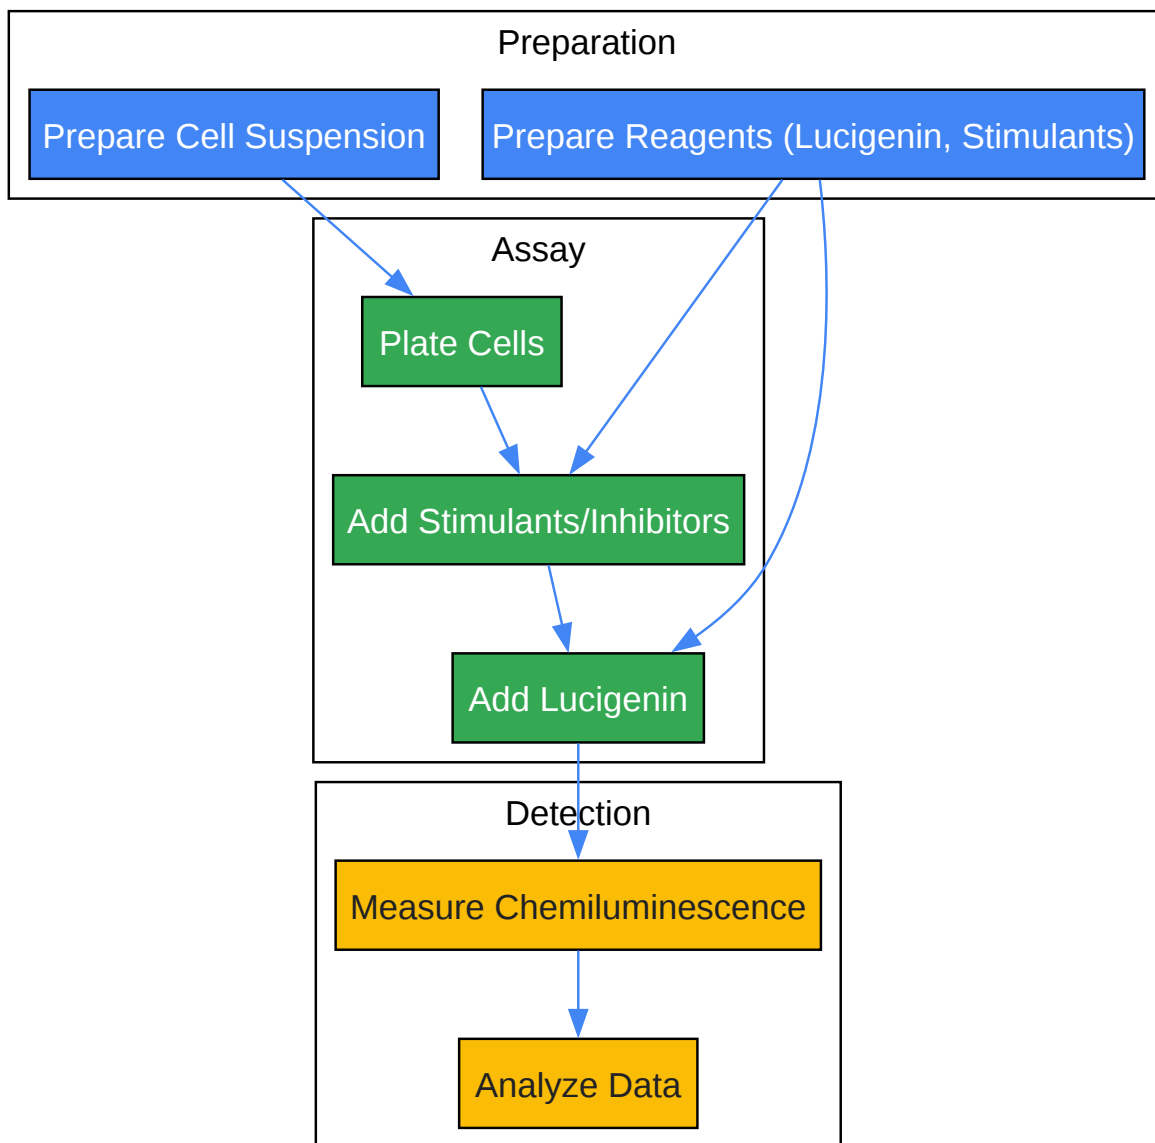 Preparation
Prepare Cell Suspension
Prepare Reagents (Lucigenin, Stimulants)
Assay
Plate Cells
Add Stimulants/Inhibitors
Add Lucigenin
Detection
Measure Chemiluminescence
Analyze Data